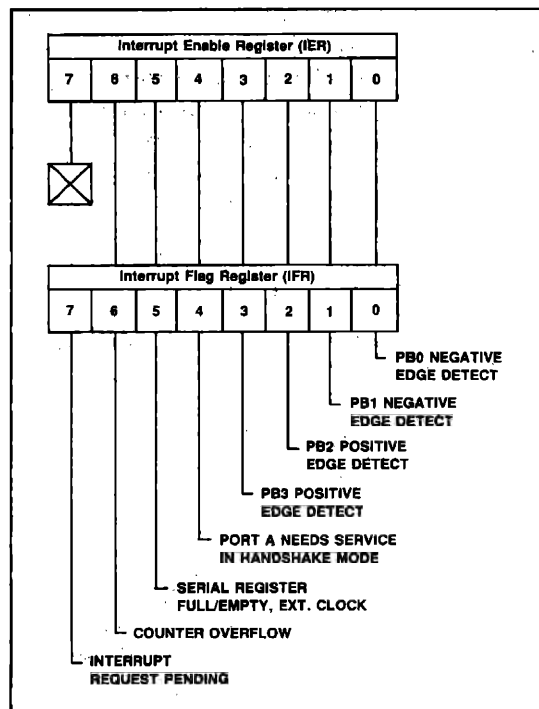 Interrupt Enable Register (IER)
7 6 5 4 3 2 1 0
Interrupt Flag Register (IFR)
7 6 5 4 3 2 1 0
PB0 NEGATIVE
EDGE DETECT
PB1 NEGATIVE
EDGE DETECT
PB2 POSITIVE
EDGE DETECT
PB3 POSITIVE
EDGE DETECT
PORT A NEEDS SERVICE
IN HANDSHAKE MODE
SERIAL REGISTER
FULL/EMPTY, EXT. CLOCK
COUNTER OVERFLOW
INTERRUPT
REQUEST PENDING